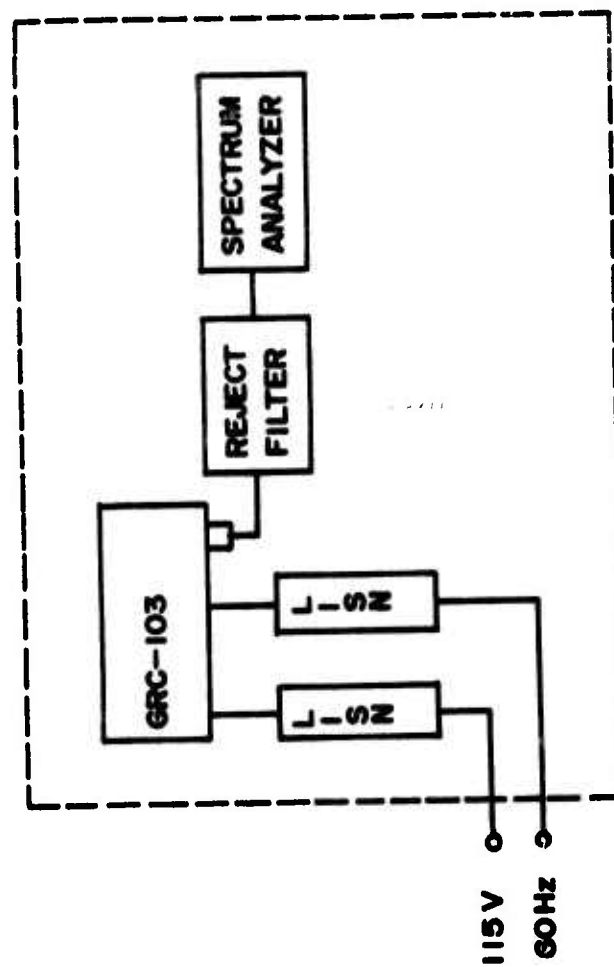 GRC-103
REJECT
FILTER
SPECTRUM
ANALYZER
LISN
LISN
115V
60Hz